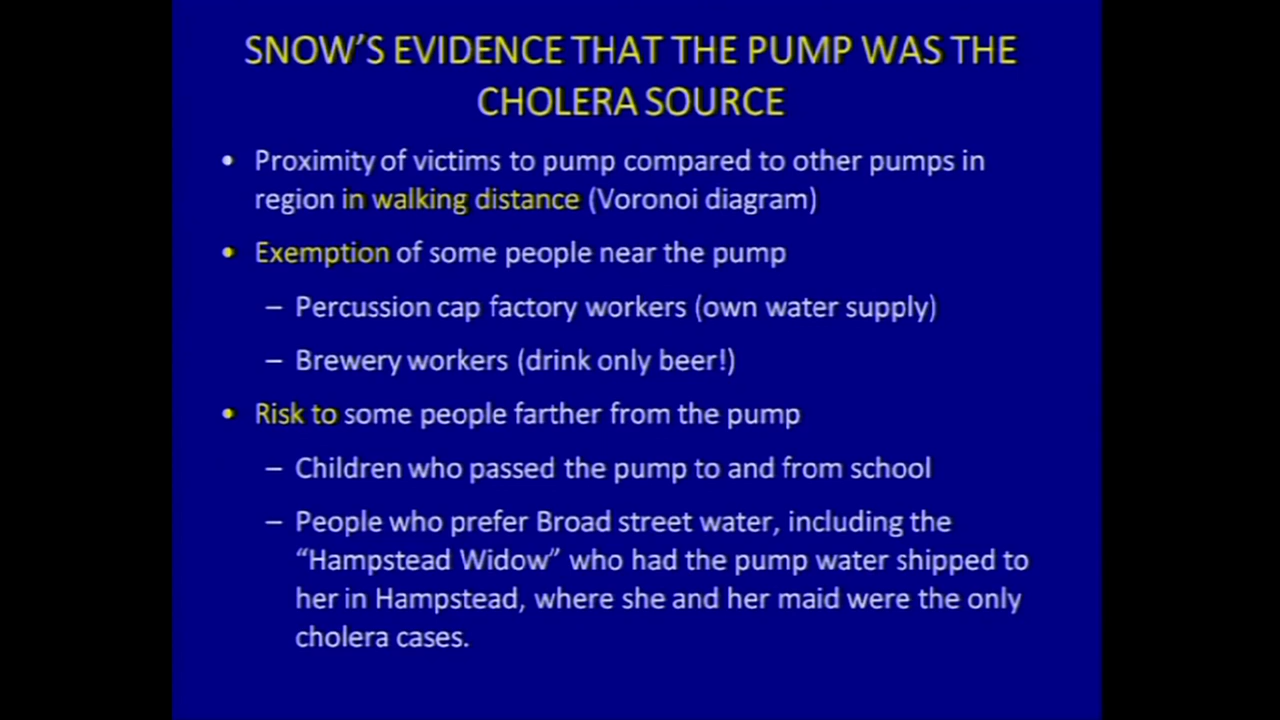 SNOW'S EVIDENCE THAT THE PUMP WAS THE
CHOLERA SOURCE
• Proximity of victims to pump compared to other pumps in
region in walking distance (Voronoi diagram)
• Exemption of some people near the pump
– Percussion cap factory workers (own water supply)
– Brewery workers (drink only beer!)
• Risk to some people farther from the pump
– Children who passed the pump to and from school
– People who prefer Broad street water, including the
“Hampstead Widow” who had the pump water shipped to
her in Hampstead, where she and her maid were the only
cholera cases.